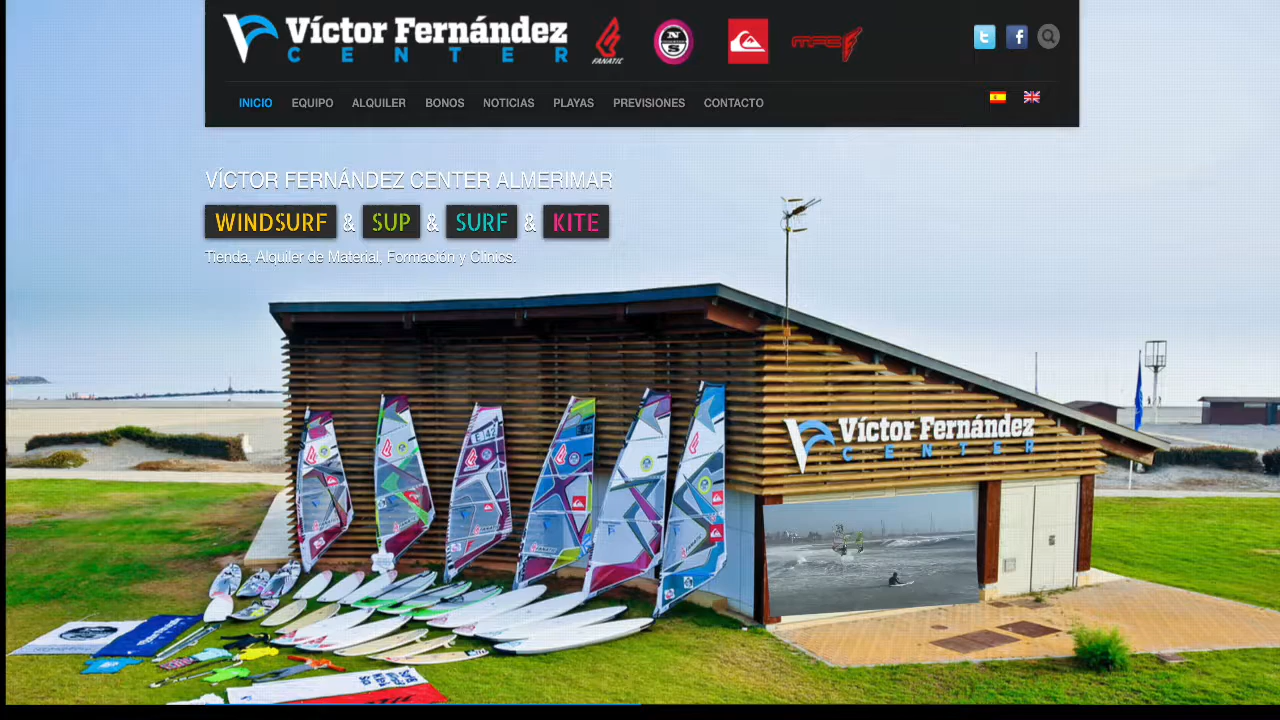 Víctor Fernández
CENTER
FANATIC
N S
MFC
INICIO EQUIPO ALQUILER BONOS NOTICIAS PLAYAS PREVISIONES CONTACTO
VÍCTOR FERNÁNDEZ CENTER ALMERIMAR
WINDSURF & SUP & SURF & KITE
Tienda, Alquiler de Material, Formación y Clinics.
Víctor Fernández
CENTER